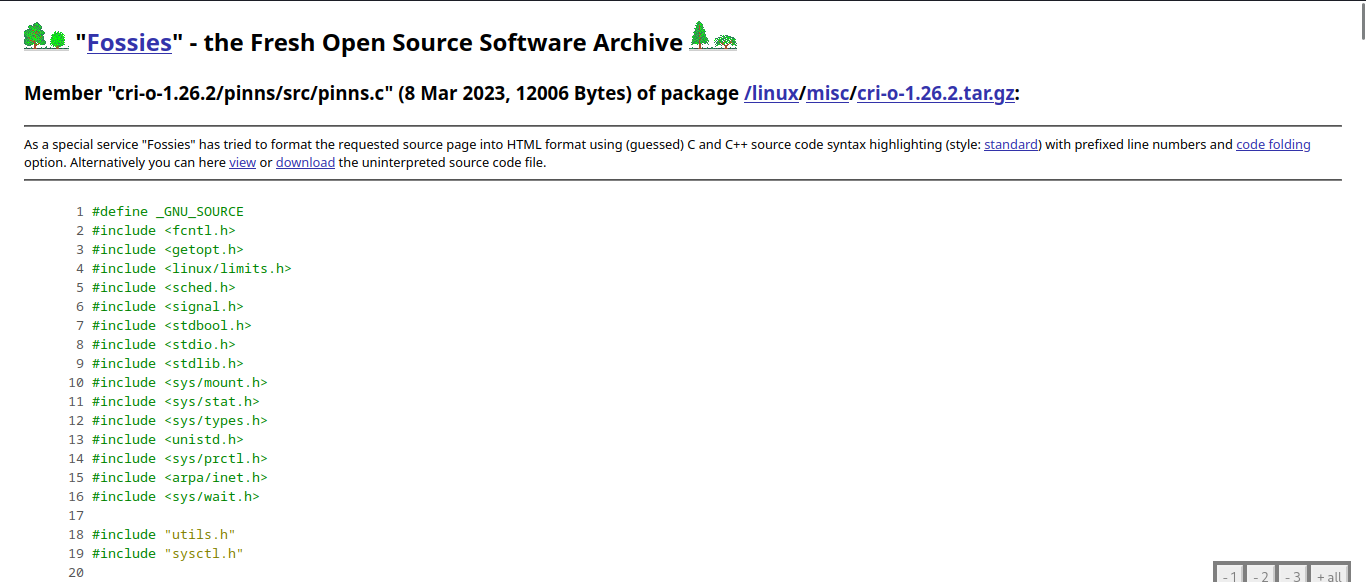 "Fossies" - the Fresh Open Source Software Archive
Member "cri-o-1.26.2/pinns/src/pinns.c" (8 Mar 2023, 12006 Bytes) of package /linux/misc/cri-o-1.26.2.tar.gz:
As a special service "Fossies" has tried to format the requested source page into HTML format using (guessed) C and C++ source code syntax highlighting (style: standard) with prefixed line numbers and code folding
option. Alternatively you can here view or download the uninterpreted source code file.
1 #define _GNU_SOURCE
2 #include <fcntl.h>
3 #include <getopt.h>
4 #include <linux/limits.h>
5 #include <sched.h>
6 #include <signal.h>
7 #include <stdbool.h>
8 #include <stdio.h>
9 #include <stdlib.h>
10 #include <sys/mount.h>
11 #include <sys/stat.h>
12 #include <sys/types.h>
13 #include <unistd.h>
14 #include <sys/prctl.h>
15 #include <arpa/inet.h>
16 #include <sys/wait.h>
17
18 #include "utils.h"
19 #include "sysctl.h"
20
- 1 - 2 - 3 + all